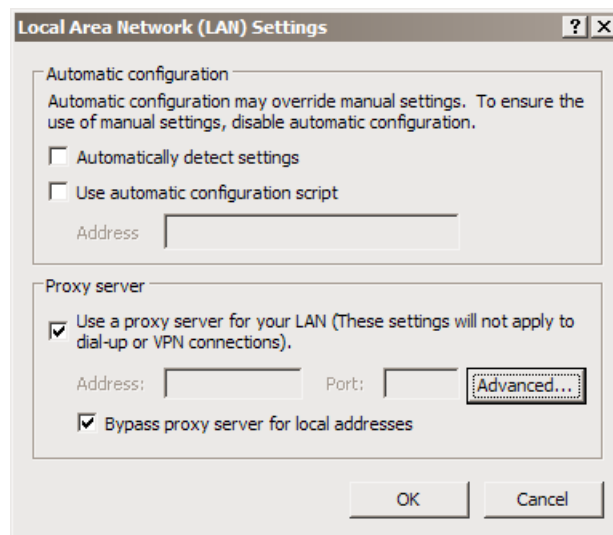 Local Area Network (LAN) Settings
Automatic configuration
Automatic configuration may override manual settings. To ensure the
use of manual settings, disable automatic configuration.
Automatically detect settings
Use automatic configuration script
Address
Proxy server
Use a proxy server for your LAN (These settings will not apply to
dial-up or VPN connections).
Address:
Port:
Advanced...
Bypass proxy server for local addresses
OK
Cancel